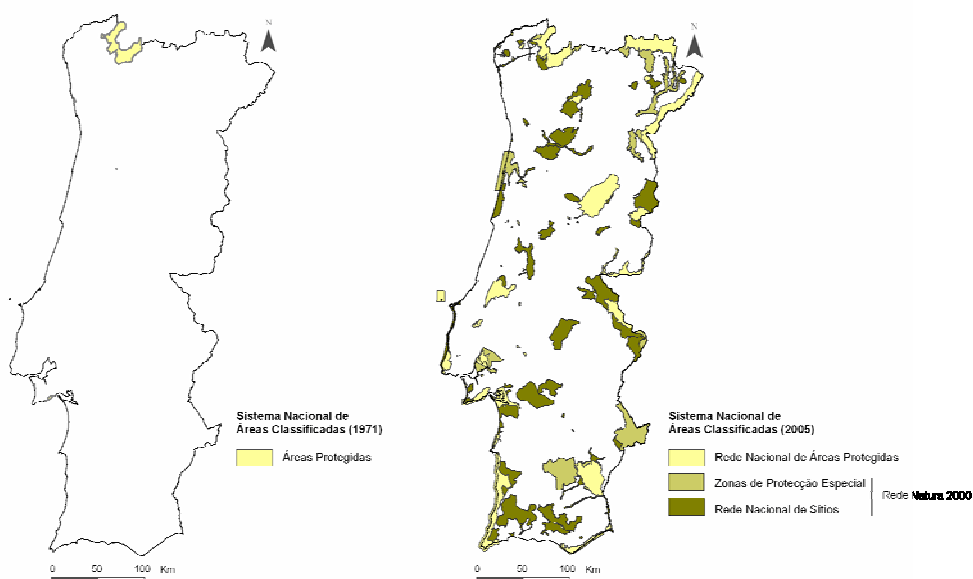 N
Sistema Nacional de
Áreas Classificadas (1971)
Áreas Protegidas
0 50 100 Km
N
Sistema Nacional de
Áreas Classificadas (2005)
Rede Nacional de Áreas Protegidas
Zonas de Protecção Especial
Rede Nacional de Sítios
Rede Natura 2000
0 50 100 Km